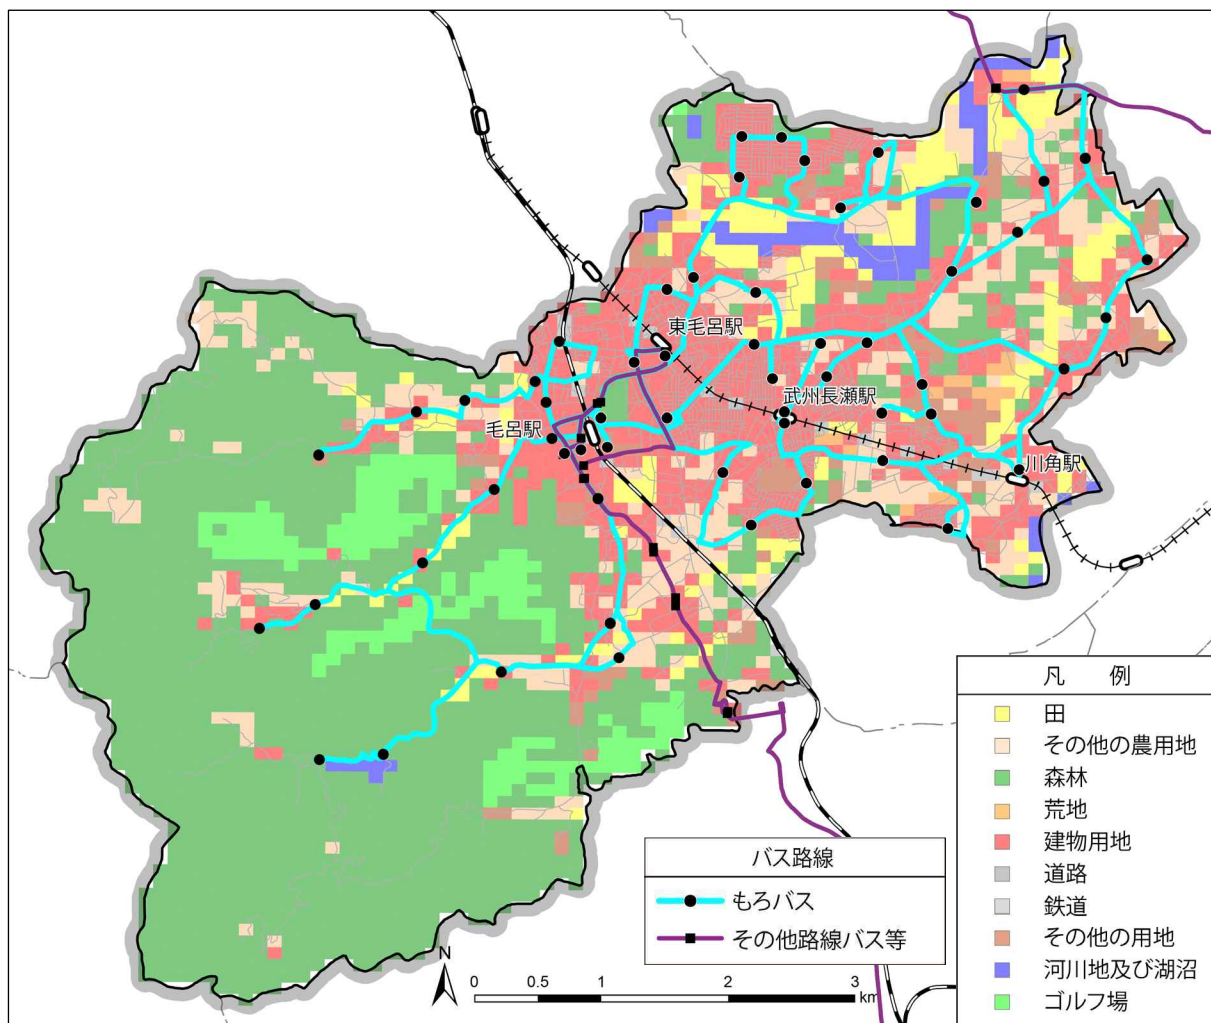 東毛呂駅
武州長瀬駅
毛呂駅
川角駅
凡 例
田
その他の農用地
森林
荒地
建物用地
道路
鉄道
その他の用地
河川地及び湖沼
ゴルフ場
バス路線
もろバス
その他路線バス等
N
0 0.5 1 2 3
km